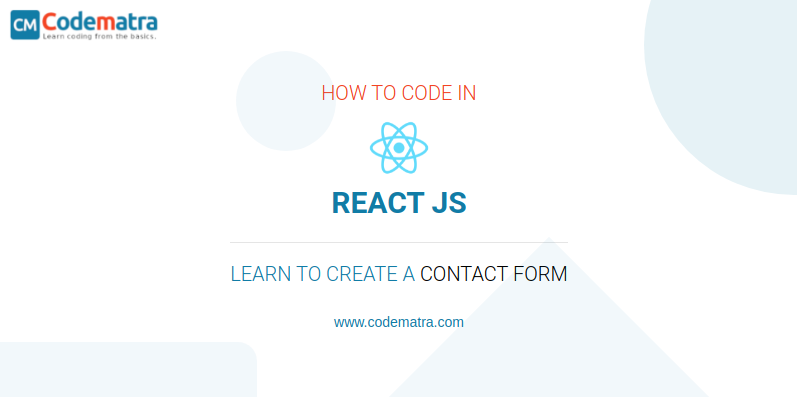 CM Codematra
Learn coding from the basics.
HOW TO CODE IN
REACT JS
LEARN TO CREATE A CONTACT FORM
www.codematra.com